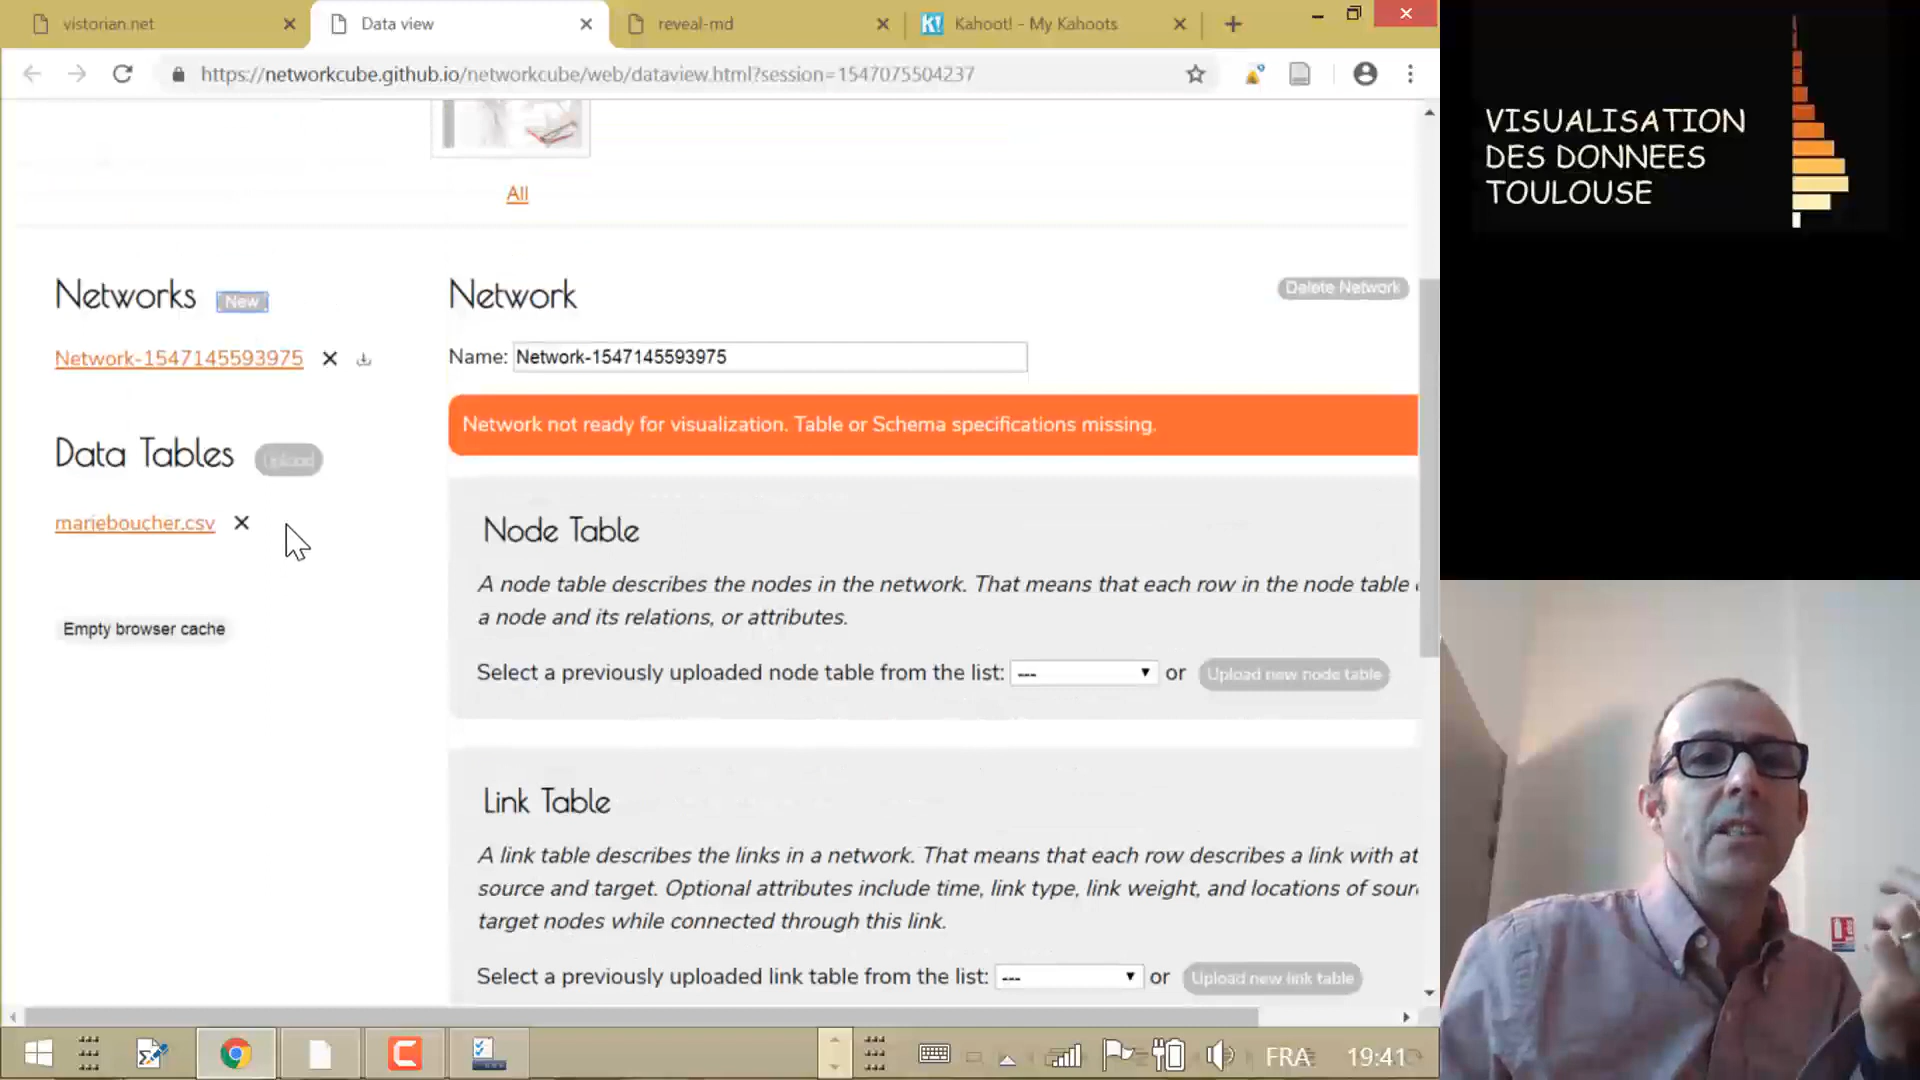 vistorian.net
Data view
reveal-md
K! Kahoot! - My Kahoots
https://networkcube.github.io/networkcube/web/dataview.html?session=1547075504237
All
Networks New
Network-1547145593975
Data Tables Upload
marieboucher.csv
Empty browser cache
Network
Delete Network
Name: Network-1547145593975
Network not ready for visualization. Table or Schema specifications missing.
Node Table
A node table describes the nodes in the network. That means that each row in the node table
a node and its relations, or attributes.
Select a previously uploaded node table from the list: --- or Upload new node table
Link Table
A link table describes the links in a network. That means that each row describes a link with at
source and target. Optional attributes include time, link type, link weight, and locations of sour
target nodes while connected through this link.
Select a previously uploaded link table from the list: --- or Upload new link table
FRA 19:41
VISUALISATION
DES DONNEES
TOULOUSE